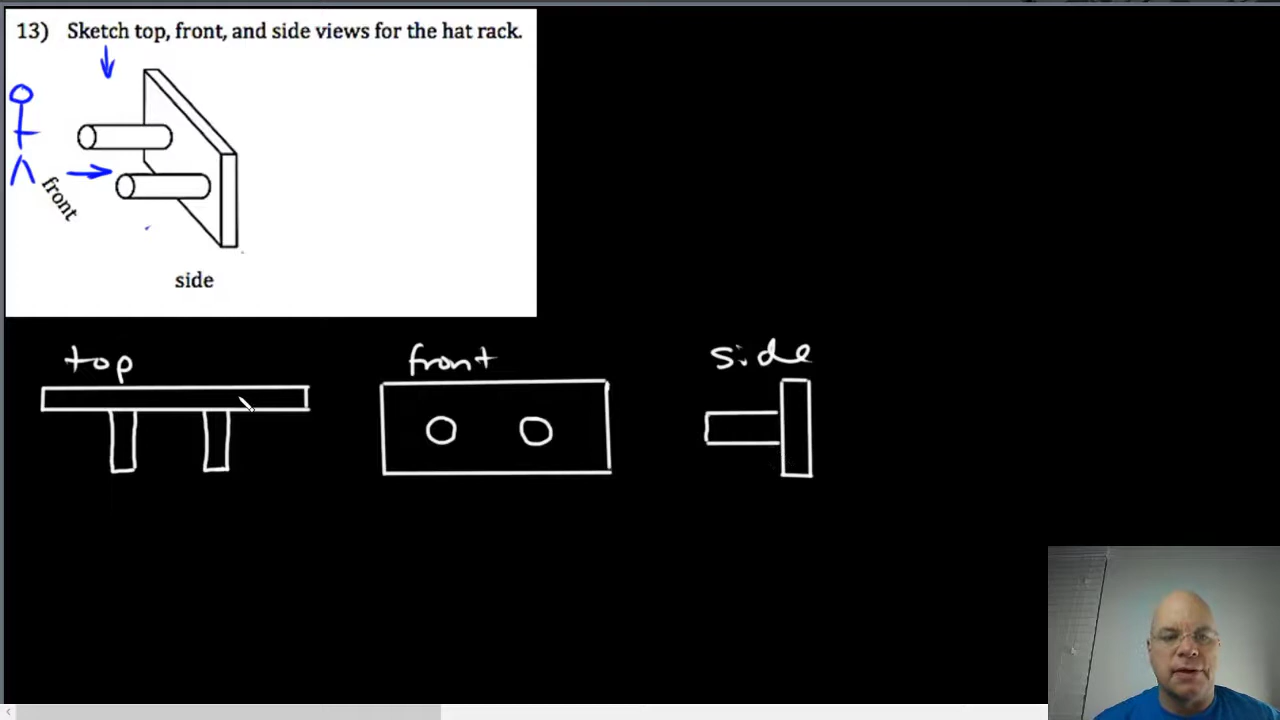 13) Sketch top, front, and side views for the hat rack.
front
side
top
front
side